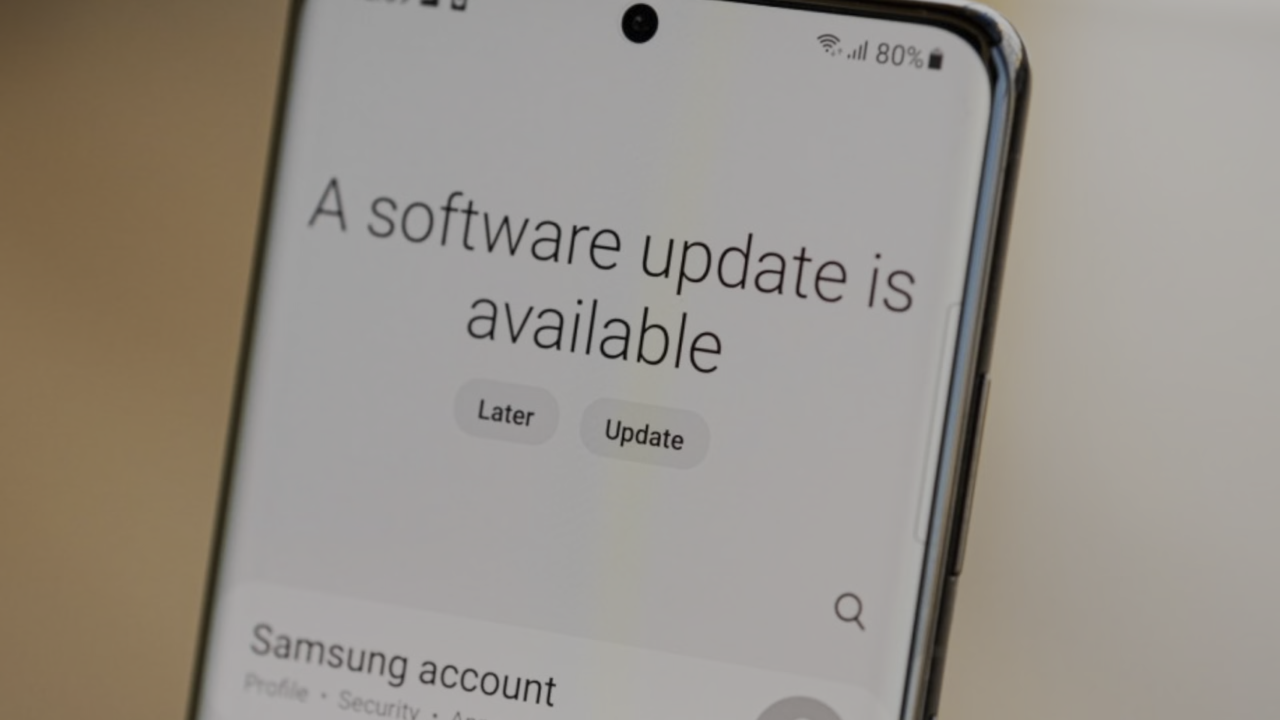 80%
A software update is
available
Later Update
Samsung account
Profile • Security •